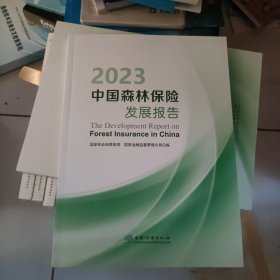 2023
中国森林保险
发展报告
The Development Report on
Forest Insurance in China
国家林业和草原局 国家金融监督管理总局◎编
中国林业出版社